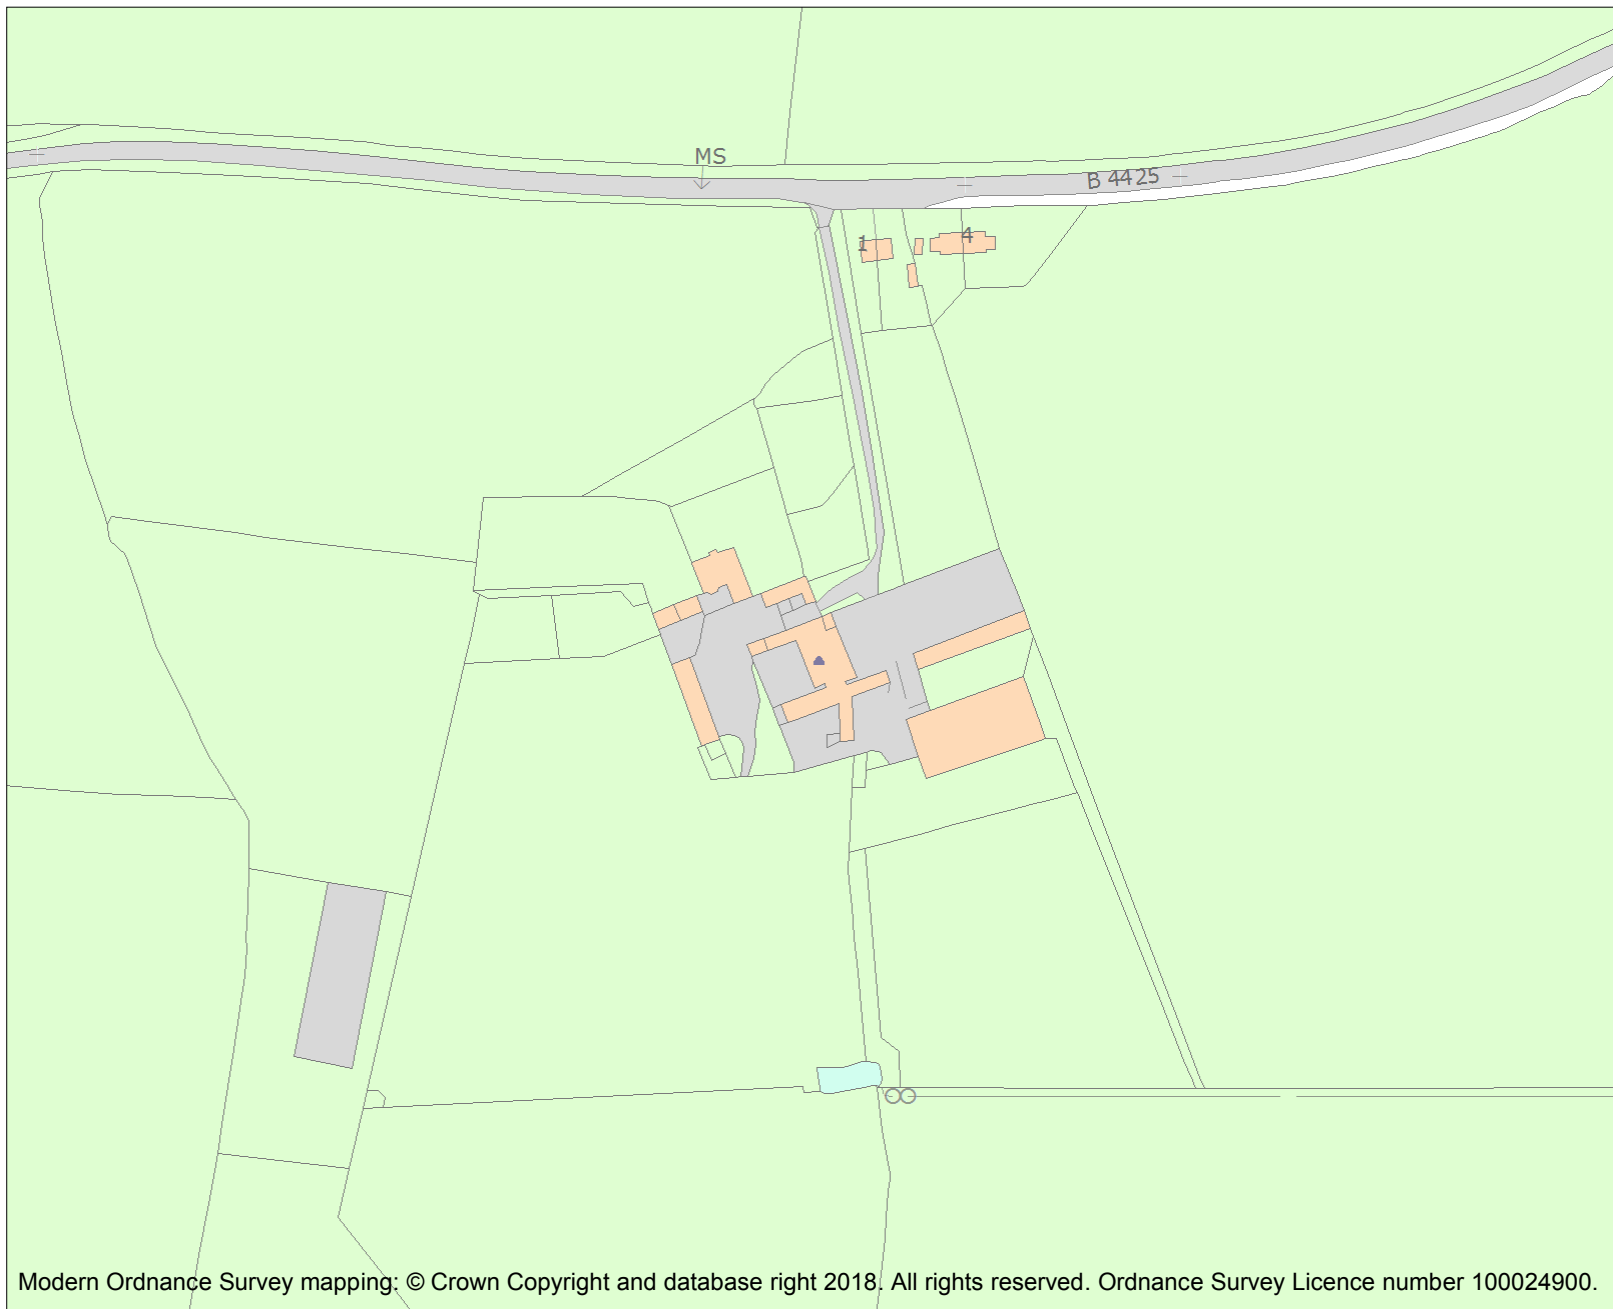 MS
B 4425
1
4
Modern Ordnance Survey mapping: © Crown Copyright and database right 2018. All rights reserved. Ordnance Survey Licence number 100024900.